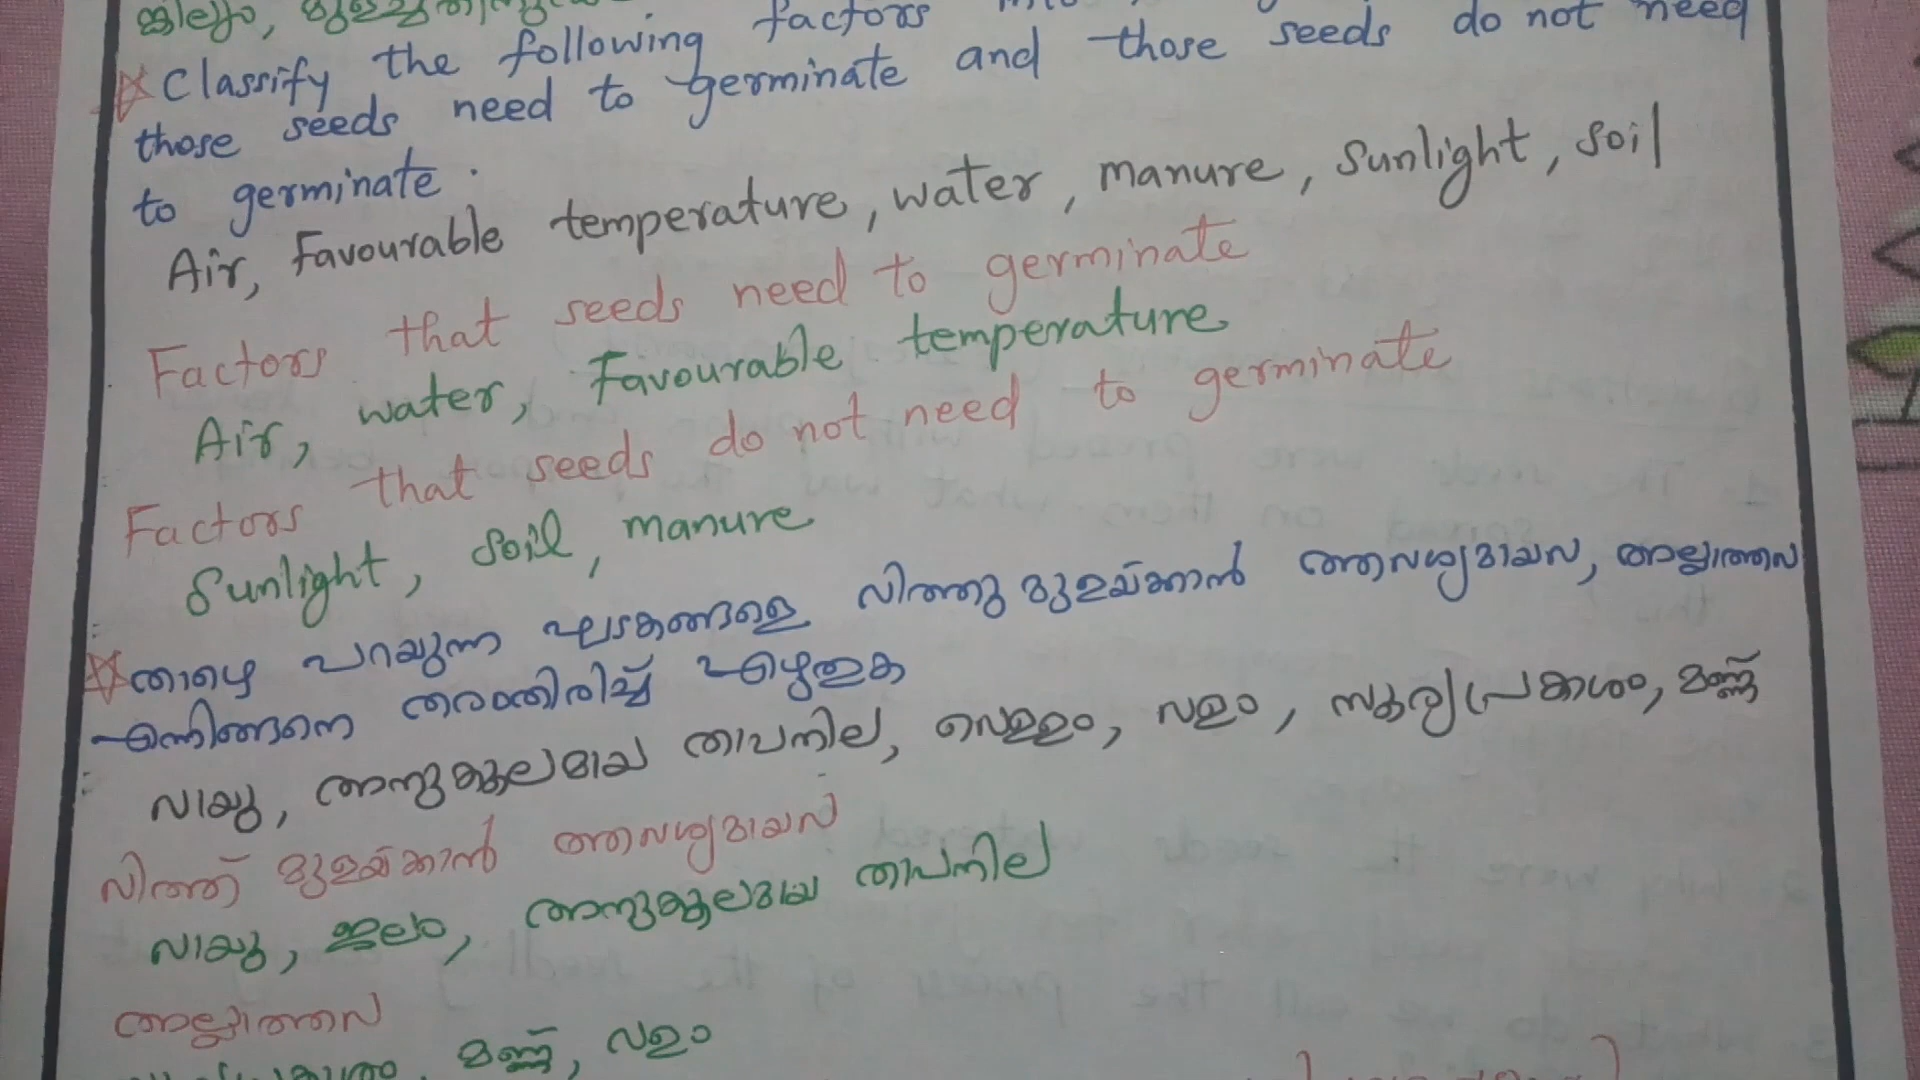 Classify the following factors into
those seeds need to germinate and those seeds do not need
to germinate.
Air, Favourable temperature, water, manure, Sunlight, soil
Factors that seeds need to germinate
Air, water, Favourable temperature
Factors that seeds do not need to germinate
Sunlight, soil, manure
താഴെ പറയുന്ന ഘടകങ്ങളെ വിത്തു മുളയ്ക്കാൻ ആവശ്യമായവ, അല്ലാത്തവ
എന്നിങ്ങനെ തരംതിരിച്ച് എഴുതുക
വായു, അനുകൂലമായ താപനില, വെള്ളം, വളം, സൂര്യപ്രകാശം, മണ്ണ്
വിത്ത് മുളയ്ക്കാൻ ആവശ്യമായവ
വായു, ജലം, അനുകൂലമായ താപനില
അല്ലാത്തവ
മണ്ണ്, വളം